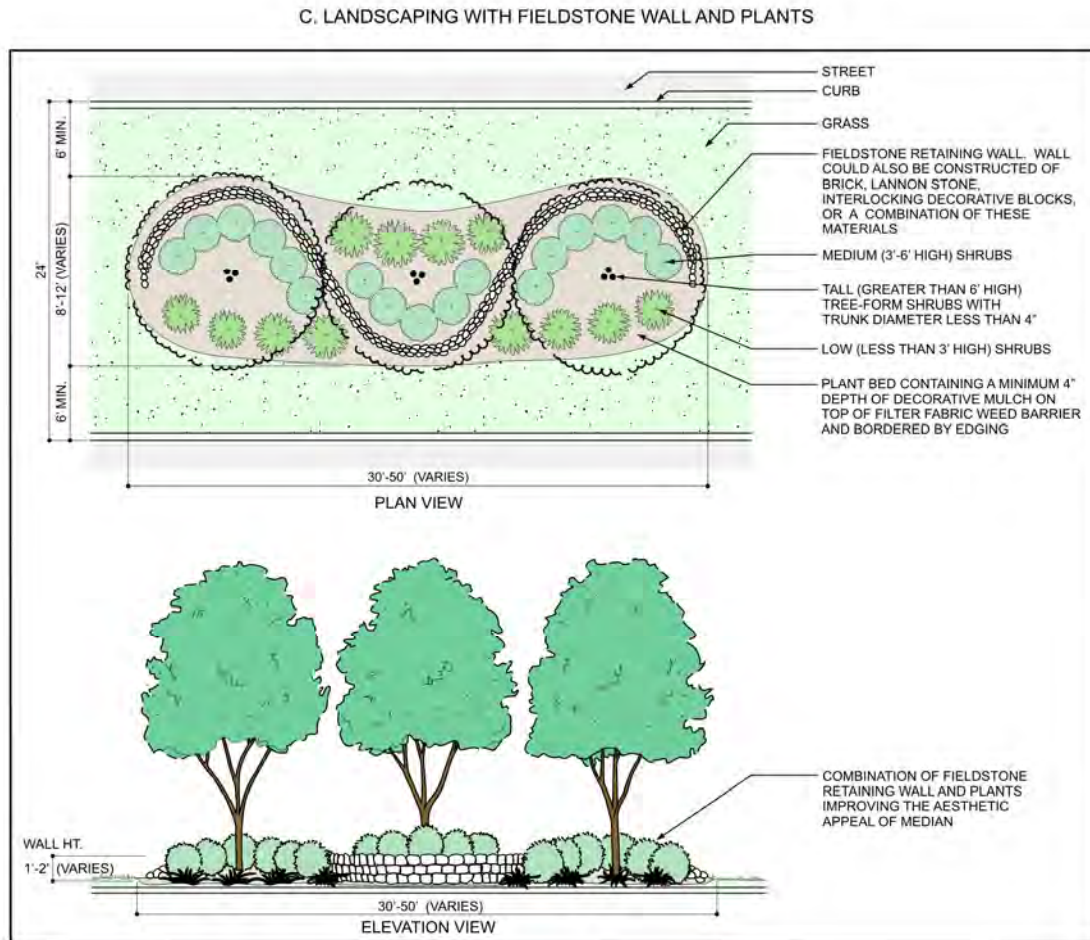 C. LANDSCAPING WITH FIELDSTONE WALL AND PLANTS
STREET
CURB
GRASS
FIELDSTONE RETAINING WALL. WALL
COULD ALSO BE CONSTRUCTED OF
BRICK, LANNON STONE,
INTERLOCKING DECORATIVE BLOCKS,
OR A COMBINATION OF THESE
MATERIALS
MEDIUM (3'-6' HIGH) SHRUBS
TALL (GREATER THAN 6' HIGH)
TREE-FORM SHRUBS WITH
TRUNK DIAMETER LESS THAN 4"
LOW (LESS THAN 3' HIGH) SHRUBS
PLANT BED CONTAINING A MINIMUM 4"
DEPTH OF DECORATIVE MULCH ON
TOP OF FILTER FABRIC WEED BARRIER
AND BORDERED BY EDGING
6' MIN.
24'
8'-12' (VARIES)
6' MIN.
30'-50' (VARIES)
PLAN VIEW
COMBINATION OF FIELDSTONE
RETAINING WALL AND PLANTS
IMPROVING THE AESTHETIC
APPEAL OF MEDIAN
WALL HT.
1'-2' (VARIES)
30'-50' (VARIES)
ELEVATION VIEW